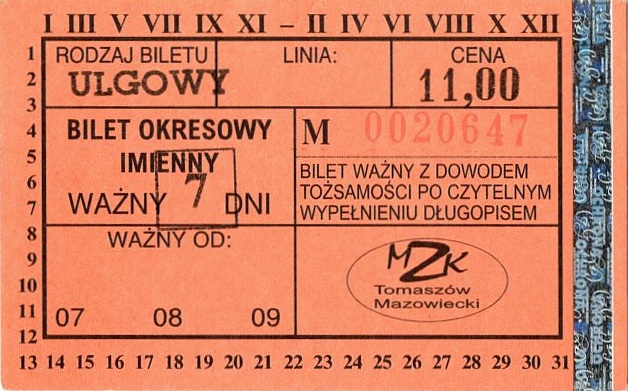 I III V VII IX XI – II IV VI VIII X XII
1
2
3
4
5
6
7
8
9
10
11
12
RODZAJ BILETU
ULGOWY
LINIA:
CENA
11,00
BILET OKRESOWY
IMIENNY
WAŻNY 7 DNI
M 0020647
BILET WAŻNY Z DOWODEM
TOŻSAMOŚCI PO CZYTELNYM
WYPEŁNIENIU DŁUGOPISEM
WAŻNY OD:
07 08 09
MZK
Tomaszów
Mazowiecki
13 14 15 16 17 18 19 20 21 22 23 24 25 26 27 28 29 30 31